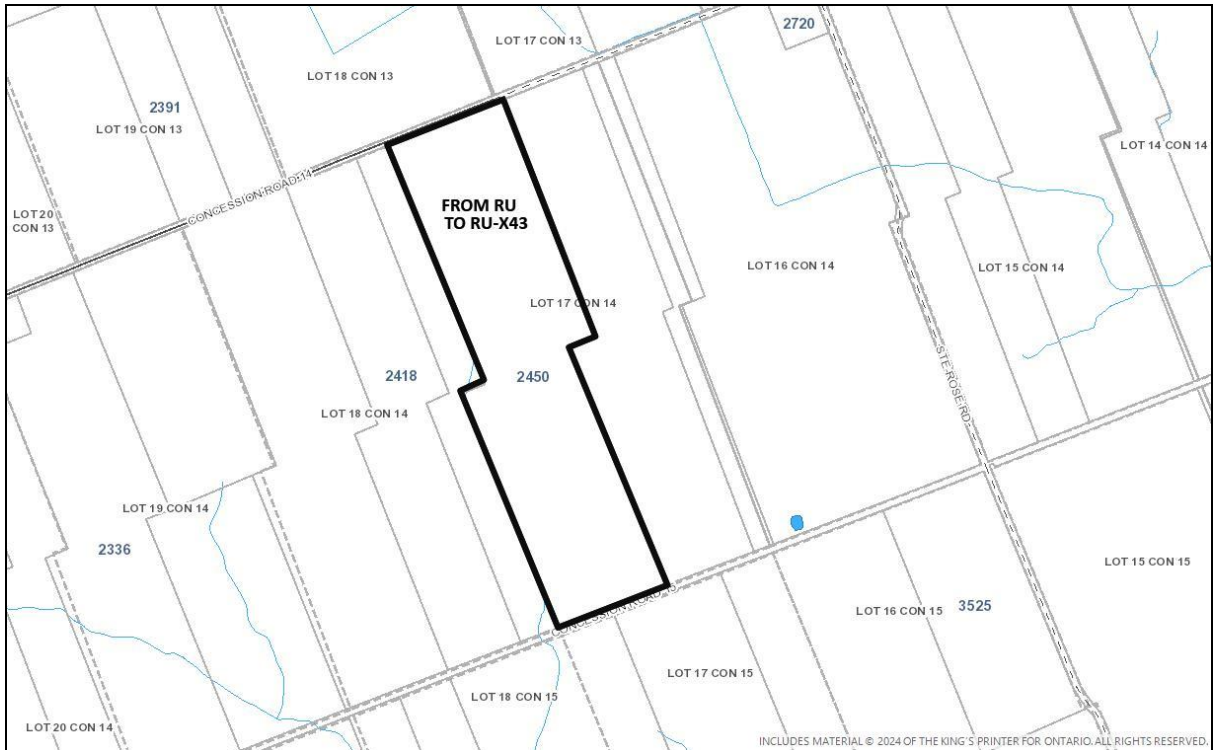 2720
LOT 17 CON 13
LOT 18 CON 13
2391
LOT 19 CON 13
LOT 14 CON 14
CONCESSION ROAD 14
LOT 20
CON 13
FROM RU
TO RU-X43
LOT 16 CON 14
LOT 15 CON 14
LOT 17 CON 14
STE ROSE RD
2418
2450
LOT 18 CON 14
LOT 19 CON 14
2336
LOT 15 CON 15
CONCESSION ROAD 15
LOT 16 CON 15
3525
LOT 17 CON 15
LOT 18 CON 15
LOT 20 CON 14
INCLUDES MATERIAL © 2024 OF THE KING'S PRINTER FOR ONTARIO. ALL RIGHTS RESERVED.